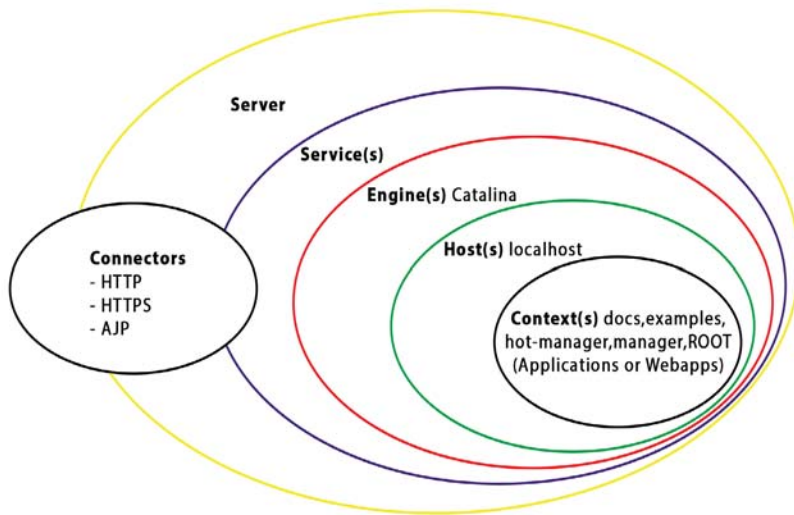 Server
Service(s)
Engine(s) Catalina
Host(s) localhost
Connectors
- HTTP
- HTTPS
- AJP
Context(s) docs,examples,
hot-manager,manager,ROOT
(Applications or Webapps)